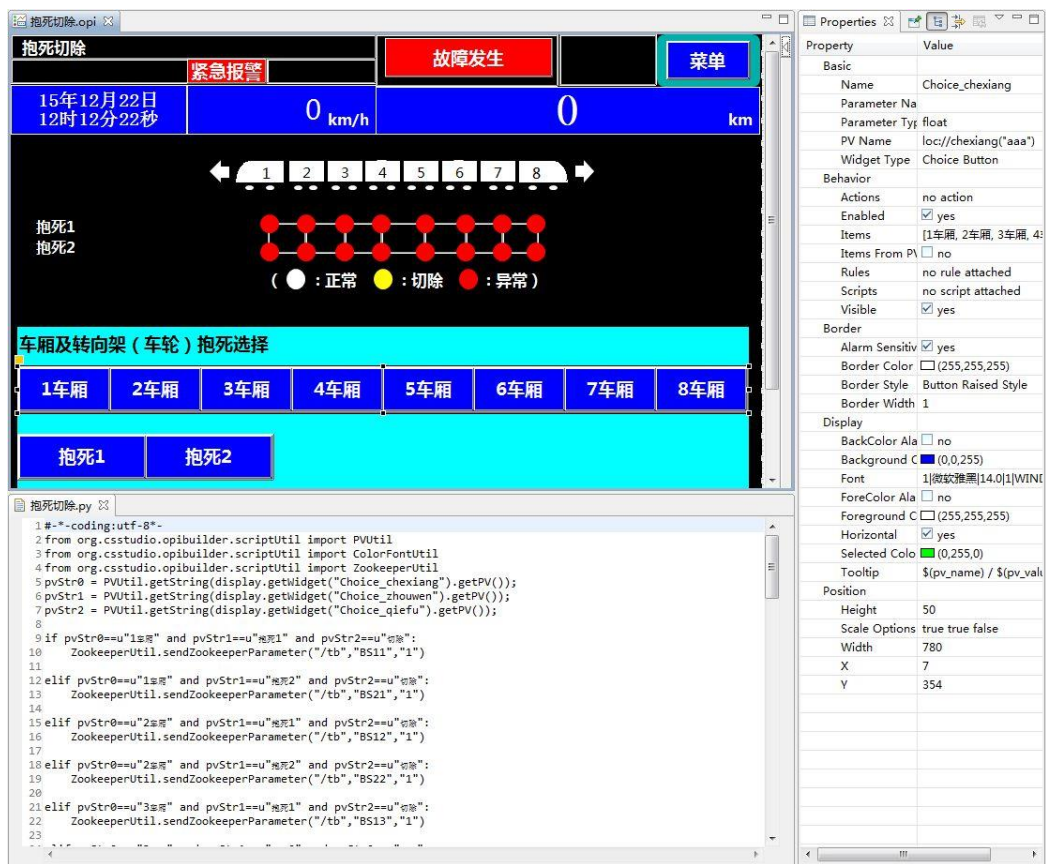 抱死切除.opi
抱死切除
故障发生
菜单
紧急报警
15年12月22日
12时12分22秒
0 km/h
0 km
1 2 3 4 5 6 7 8
抱死1
抱死2
( :正常 :切除 :异常 )
车厢及转向架(车轮)抱死选择
1车厢 2车厢 3车厢 4车厢 5车厢 6车厢 7车厢 8车厢
抱死1 抱死2
抱死切除.py
1 #-*-coding:utf-8*-
2 from org.csstudio.opibuilder.scriptUtil import PVUtil
3 from org.csstudio.opibuilder.scriptUtil import ColorFontUtil
4 from org.csstudio.opibuilder.scriptUtil import ZookeeperUtil
5 pvStr0 = PVUtil.getString(display.getWidget("Choice_chexiang").getPV());
6 pvStr1 = PVUtil.getString(display.getWidget("Choice_zhouwen").getPV());
7 pvStr2 = PVUtil.getString(display.getWidget("Choice_qiefu").getPV());
8
9 if pvStr0==u"1车厢" and pvStr1==u"抱死1" and pvStr2==u"切除":
10 ZookeeperUtil.sendZookeeperParameter("/tb","BS11","1")
11
12 elif pvStr0==u"1车厢" and pvStr1==u"抱死2" and pvStr2==u"切除":
13 ZookeeperUtil.sendZookeeperParameter("/tb","BS21","1")
14
15 elif pvStr0==u"2车厢" and pvStr1==u"抱死1" and pvStr2==u"切除":
16 ZookeeperUtil.sendZookeeperParameter("/tb","BS12","1")
17
18 elif pvStr0==u"2车厢" and pvStr1==u"抱死2" and pvStr2==u"切除":
19 ZookeeperUtil.sendZookeeperParameter("/tb","BS22","1")
20
21 elif pvStr0==u"3车厢" and pvStr1==u"抱死1" and pvStr2==u"切除":
22 ZookeeperUtil.sendZookeeperParameter("/tb","BS13","1")
23
Properties
Property Value
Basic
Name Choice_chexiang
Parameter Na
Parameter Typ float
PV Name loc://chexiang("aaa")
Widget Type Choice Button
Behavior
Actions no action
Enabled yes
Items [1车厢, 2车厢, 3车厢, 4
Items From PV no
Rules no rule attached
Scripts no script attached
Visible yes
Border
Alarm Sensitiv yes
Border Color (255,255,255)
Border Style Button Raised Style
Border Width 1
Display
BackColor Ala no
Background C (0,0,255)
Font 1|微软雅黑|14.0|1|WIND
ForeColor Ala no
Foreground C (255,255,255)
Horizontal yes
Selected Colo (0,255,0)
Tooltip $(pv_name) / $(pv_valu
Position
Height 50
Scale Options true true false
Width 780
X 7
Y 354